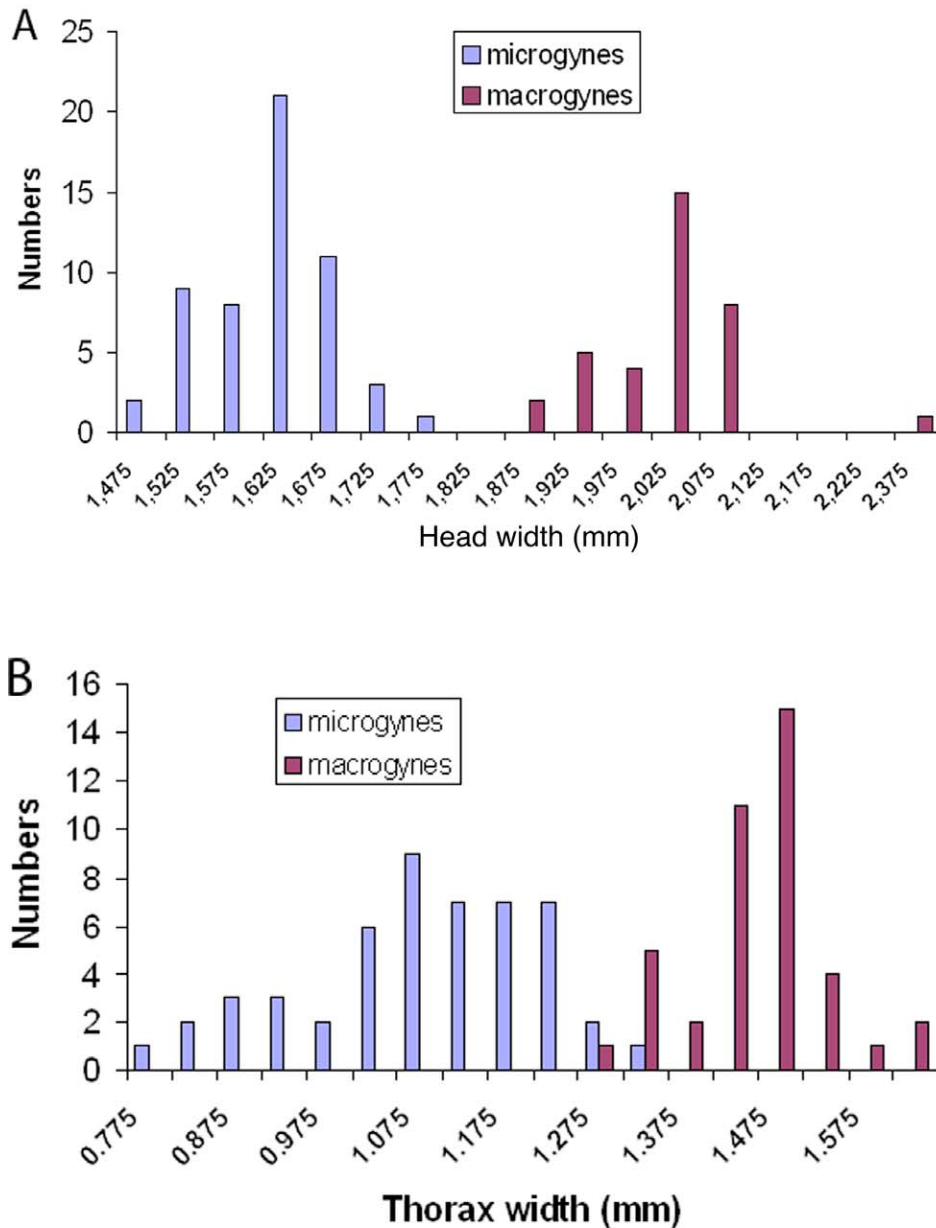 A
25
20
15
10
5
0
Numbers
microgynes
macrogynes
1,475 1,525 1,575 1,625 1,675 1,725 1,775 1,825 1,875 1,925 1,975 2,025 2,075 2,125 2,175 2,225 2,375
Head width (mm)
B
16
14
12
10
8
6
4
2
0
Numbers
microgynes
macrogynes
0.775 0.875 0.975 1.075 1.175 1.275 1.375 1.475 1.575
Thorax width (mm)